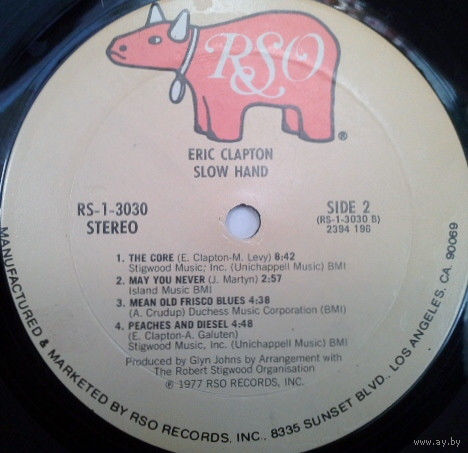 RSO
®
ERIC CLAPTON
SLOW HAND
RS-1-3030
STEREO
SIDE 2
(RS-1-3030 B)
2394 196
1. THE CORE (E. Clapton-M. Levy) 8:42
Stigwood Music, Inc. (Unichappell Music) BMI
2. MAY YOU NEVER (J. Martyn) 2:57
Island Music BMI
3. MEAN OLD FRISCO BLUES 4:38
(A. Crudup) Duchess Music Corporation (BMI)
4. PEACHES AND DIESEL 4:48
(E. Clapton-A. Galuten)
Stigwood Music, Inc. (Unichappell Music) BMI
Produced by Glyn Johns by Arrangement with
The Robert Stigwood Organisation
℗ 1977 RSO RECORDS, INC.
MANUFACTURED & MARKETED BY RSO RECORDS, INC., 8335 SUNSET BLVD., LOS ANGELES, CA. 90069
www.ay.by